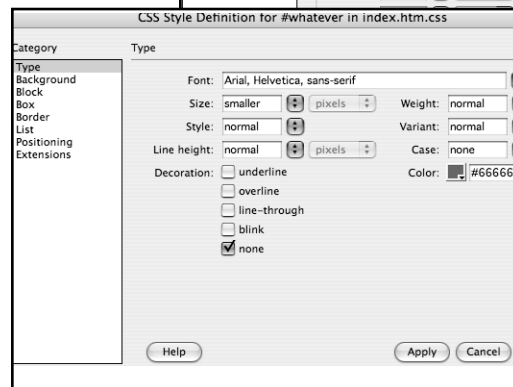 CSS Style Definition for #whatever in index.htm.css
Category
Type
Type
Background
Block
Box
Border
List
Positioning
Extensions
Font: Arial, Helvetica, sans-serif
Size: smaller pixels Weight: normal
Style: normal Variant: normal
Line height: normal pixels Case: none
Decoration: underline Color: #66666
overline
line-through
blink
none
Help Apply Cancel